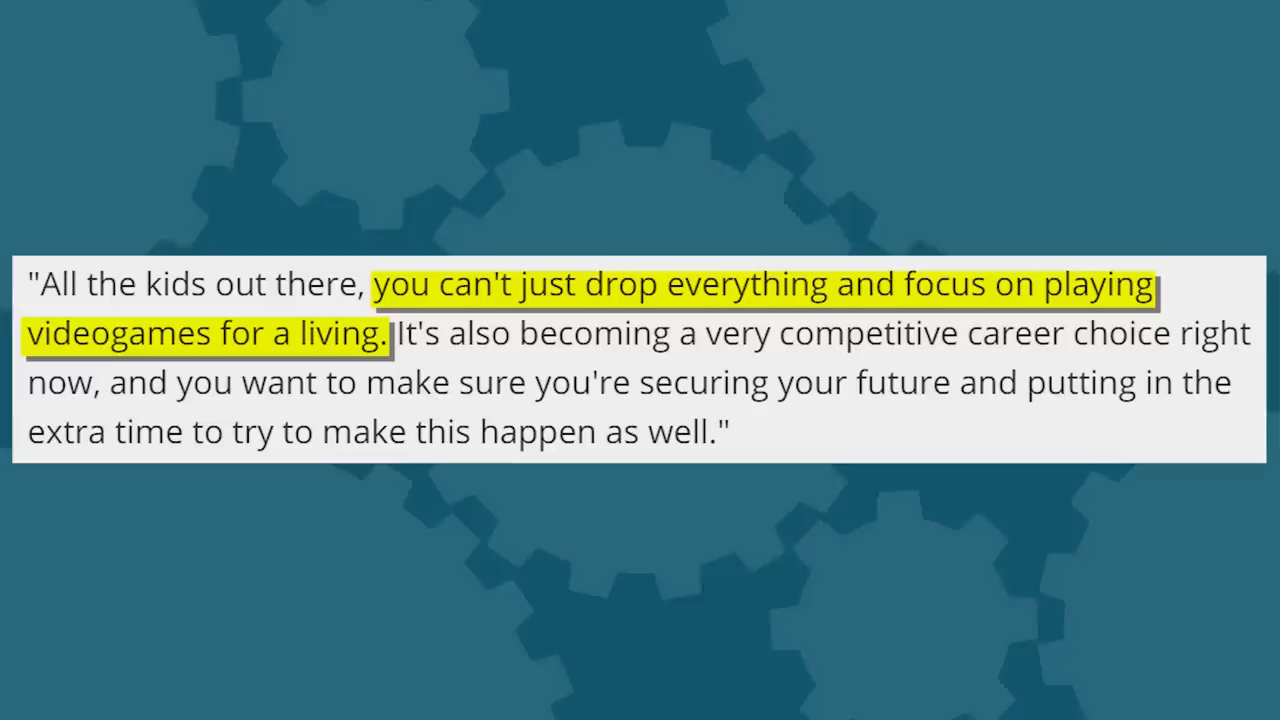 "All the kids out there, you can't just drop everything and focus on playing
videogames for a living. It's also becoming a very competitive career choice right
now, and you want to make sure you're securing your future and putting in the
extra time to try to make this happen as well."